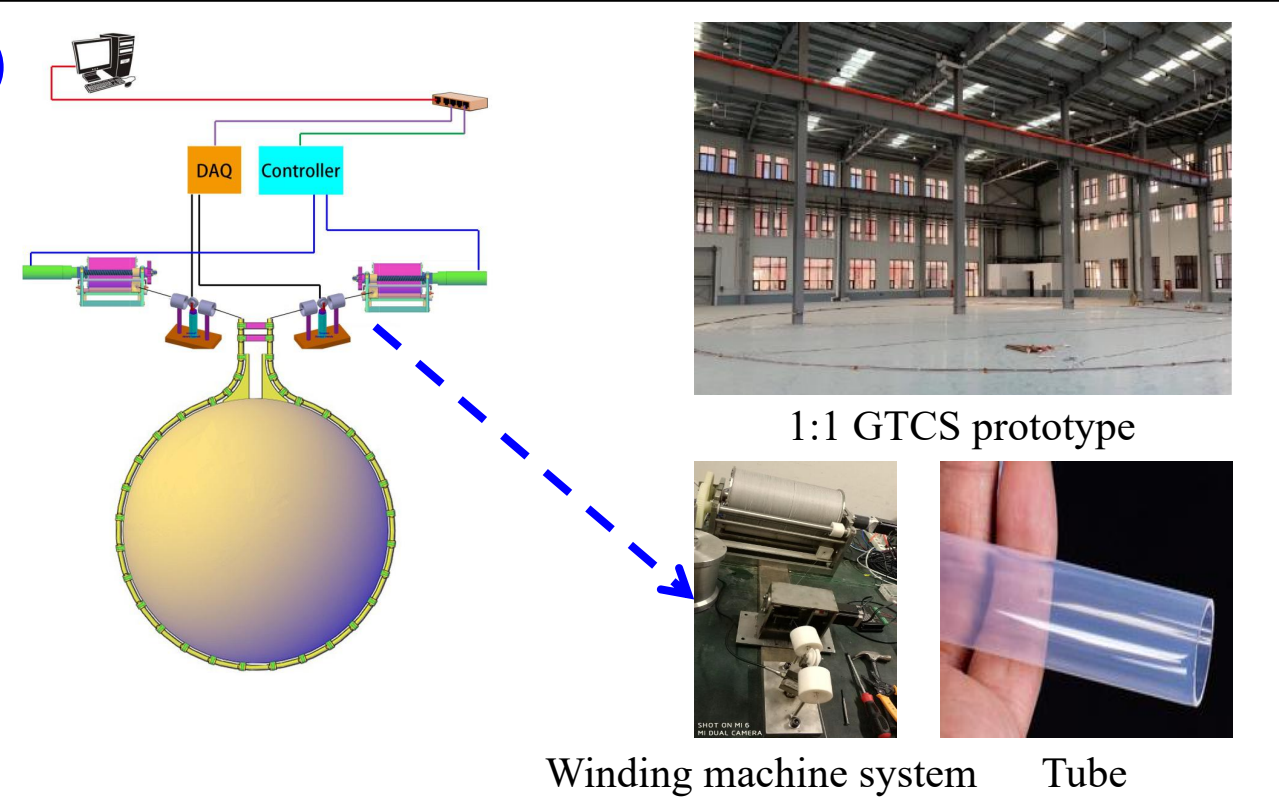 DAQ
Controller
1:1 GTCS prototype
SHOT ON MI 6
MI DUAL CAMERA
Winding machine system
Tube